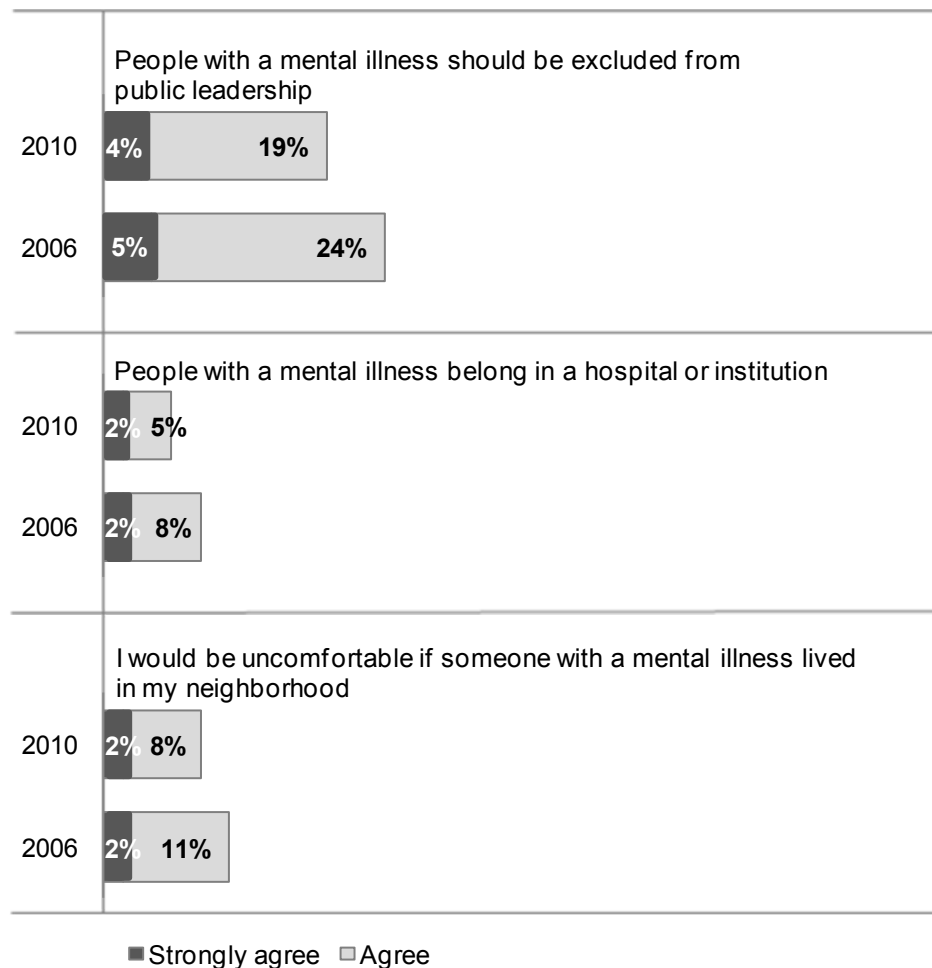 People with a mental illness should be excluded from
public leadership
2010 4% 19%
2006 5% 24%
People with a mental illness belong in a hospital or institution
2010 2% 5%
2006 2% 8%
I would be uncomfortable if someone with a mental illness lived
in my neighborhood
2010 2% 8%
2006 2% 11%
Strongly agree Agree